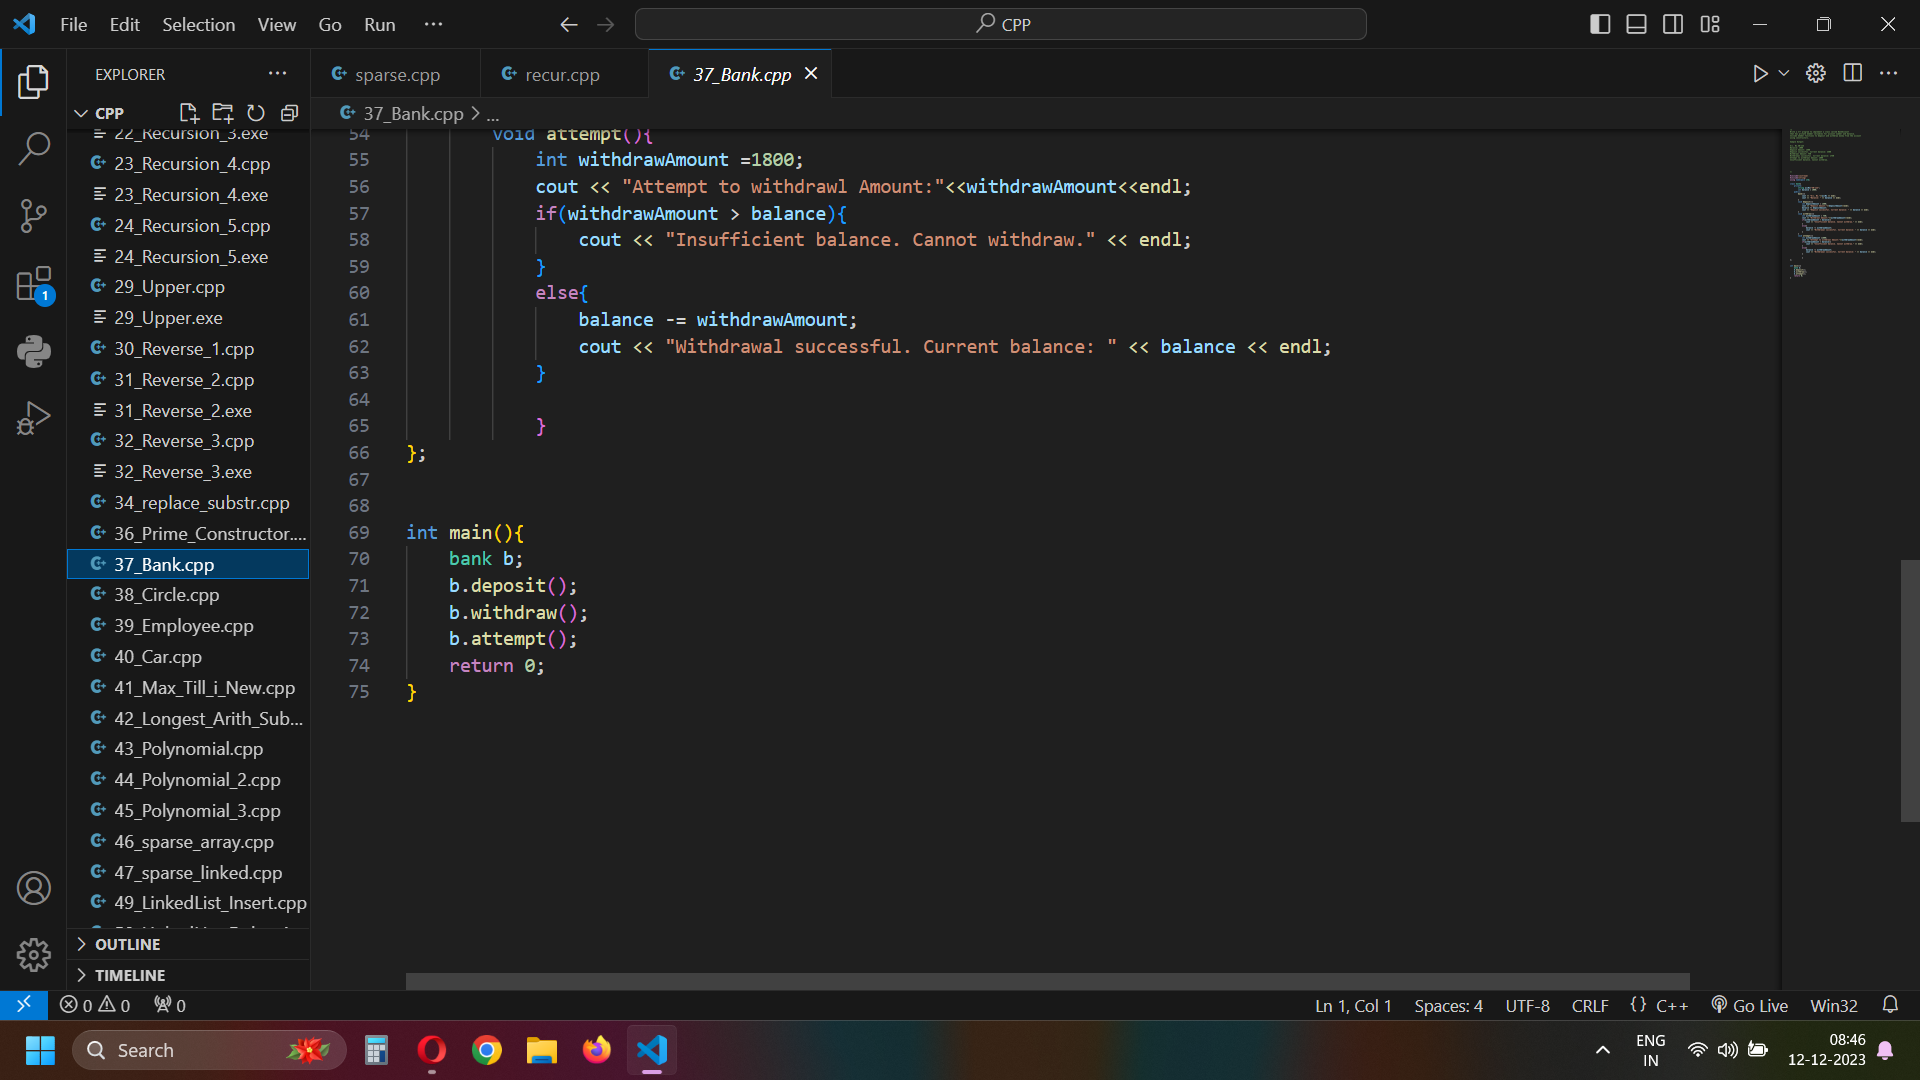 File Edit Selection View Go Run ···
CPP
EXPLORER ···
CPP
22_Recursion_3.exe
23_Recursion_4.cpp
23_Recursion_4.exe
24_Recursion_5.cpp
24_Recursion_5.exe
29_Upper.cpp
29_Upper.exe
30_Reverse_1.cpp
31_Reverse_2.cpp
31_Reverse_2.exe
32_Reverse_3.cpp
32_Reverse_3.exe
34_replace_substr.cpp
36_Prime_Constructor....
37_Bank.cpp
38_Circle.cpp
39_Employee.cpp
40_Car.cpp
41_Max_Till_i_New.cpp
42_Longest_Arith_Sub...
43_Polynomial.cpp
44_Polynomial_2.cpp
45_Polynomial_3.cpp
46_sparse_array.cpp
47_sparse_linked.cpp
49_LinkedList_Insert.cpp
OUTLINE
TIMELINE
1
sparse.cpp recur.cpp 37_Bank.cpp
37_Bank.cpp > ...
54 void attempt(){
55 int withdrawAmount =1800;
56 cout << "Attempt to withdrawl Amount:"<<withdrawAmount<<endl;
57 if(withdrawAmount > balance){
58 cout << "Insufficient balance. Cannot withdraw." << endl;
59 }
60 else{
61 balance -= withdrawAmount;
62 cout << "Withdrawal successful. Current balance: " << balance << endl;
63 }
64
65 }
66 };
67
68
69 int main(){
70 bank b;
71 b.deposit();
72 b.withdraw();
73 b.attempt();
74 return 0;
75 }
0 0 0
Ln 1, Col 1 Spaces: 4 UTF-8 CRLF {} C++ Go Live Win32
Search
ENG
IN
08:46
12-12-2023